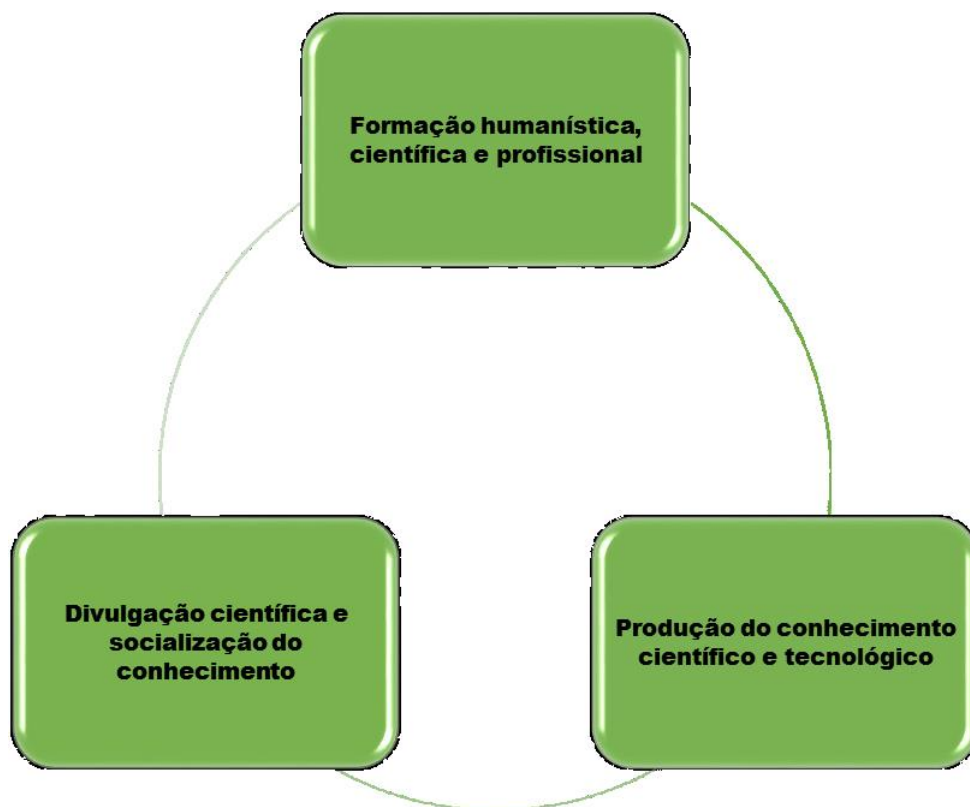 Formação humanística,
científica e profissional
Divulgação científica e
socialização do
conhecimento
Produção do conhecimento
científico e tecnológico